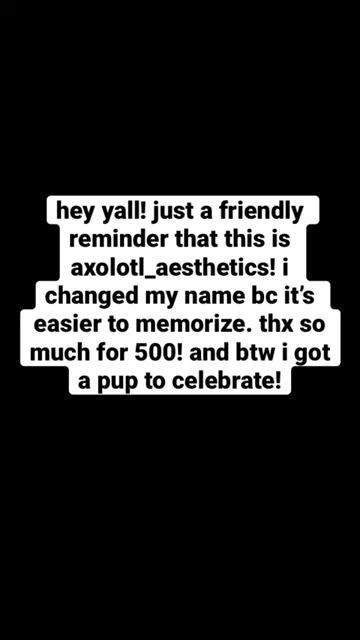 hey yall! just a friendly
reminder that this is
axolotl_aesthetics! i
changed my name bc it’s
easier to memorize. thx so
much for 500! and btw i got
a pup to celebrate!